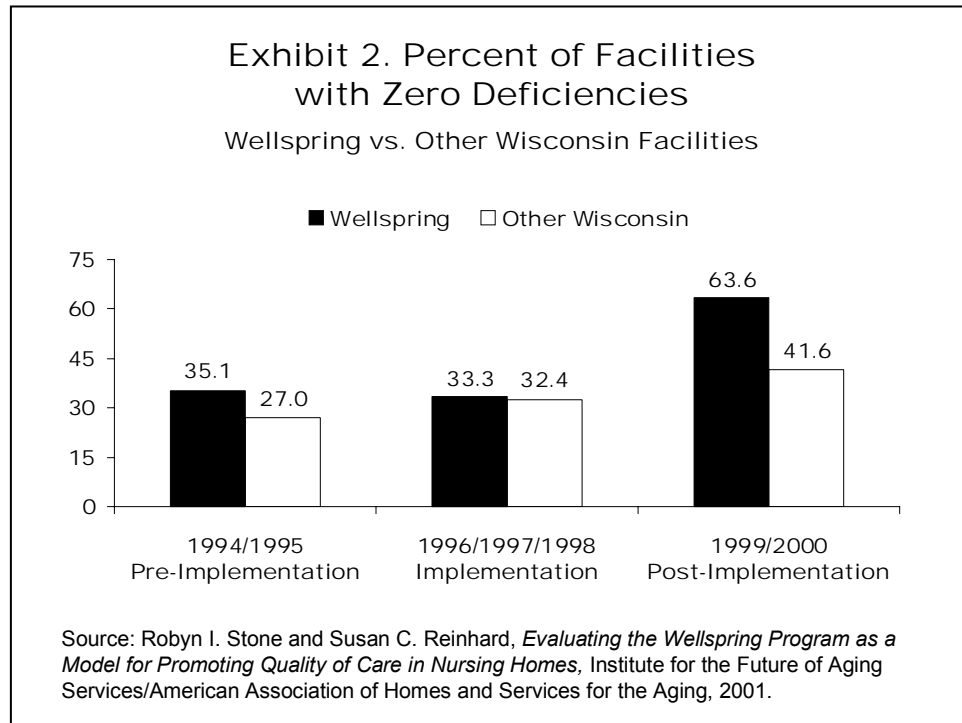 Exhibit 2. Percent of Facilities
with Zero Deficiencies
Wellspring vs. Other Wisconsin Facilities
Wellspring Other Wisconsin
75
60
45
30
15
0
35.1
27.0
33.3
32.4
63.6
41.6
1994/1995
Pre-Implementation
1996/1997/1998
Implementation
1999/2000
Post-Implementation
Source: Robyn I. Stone and Susan C. Reinhard, Evaluating the Wellspring Program as a
Model for Promoting Quality of Care in Nursing Homes, Institute for the Future of Aging
Services/American Association of Homes and Services for the Aging, 2001.